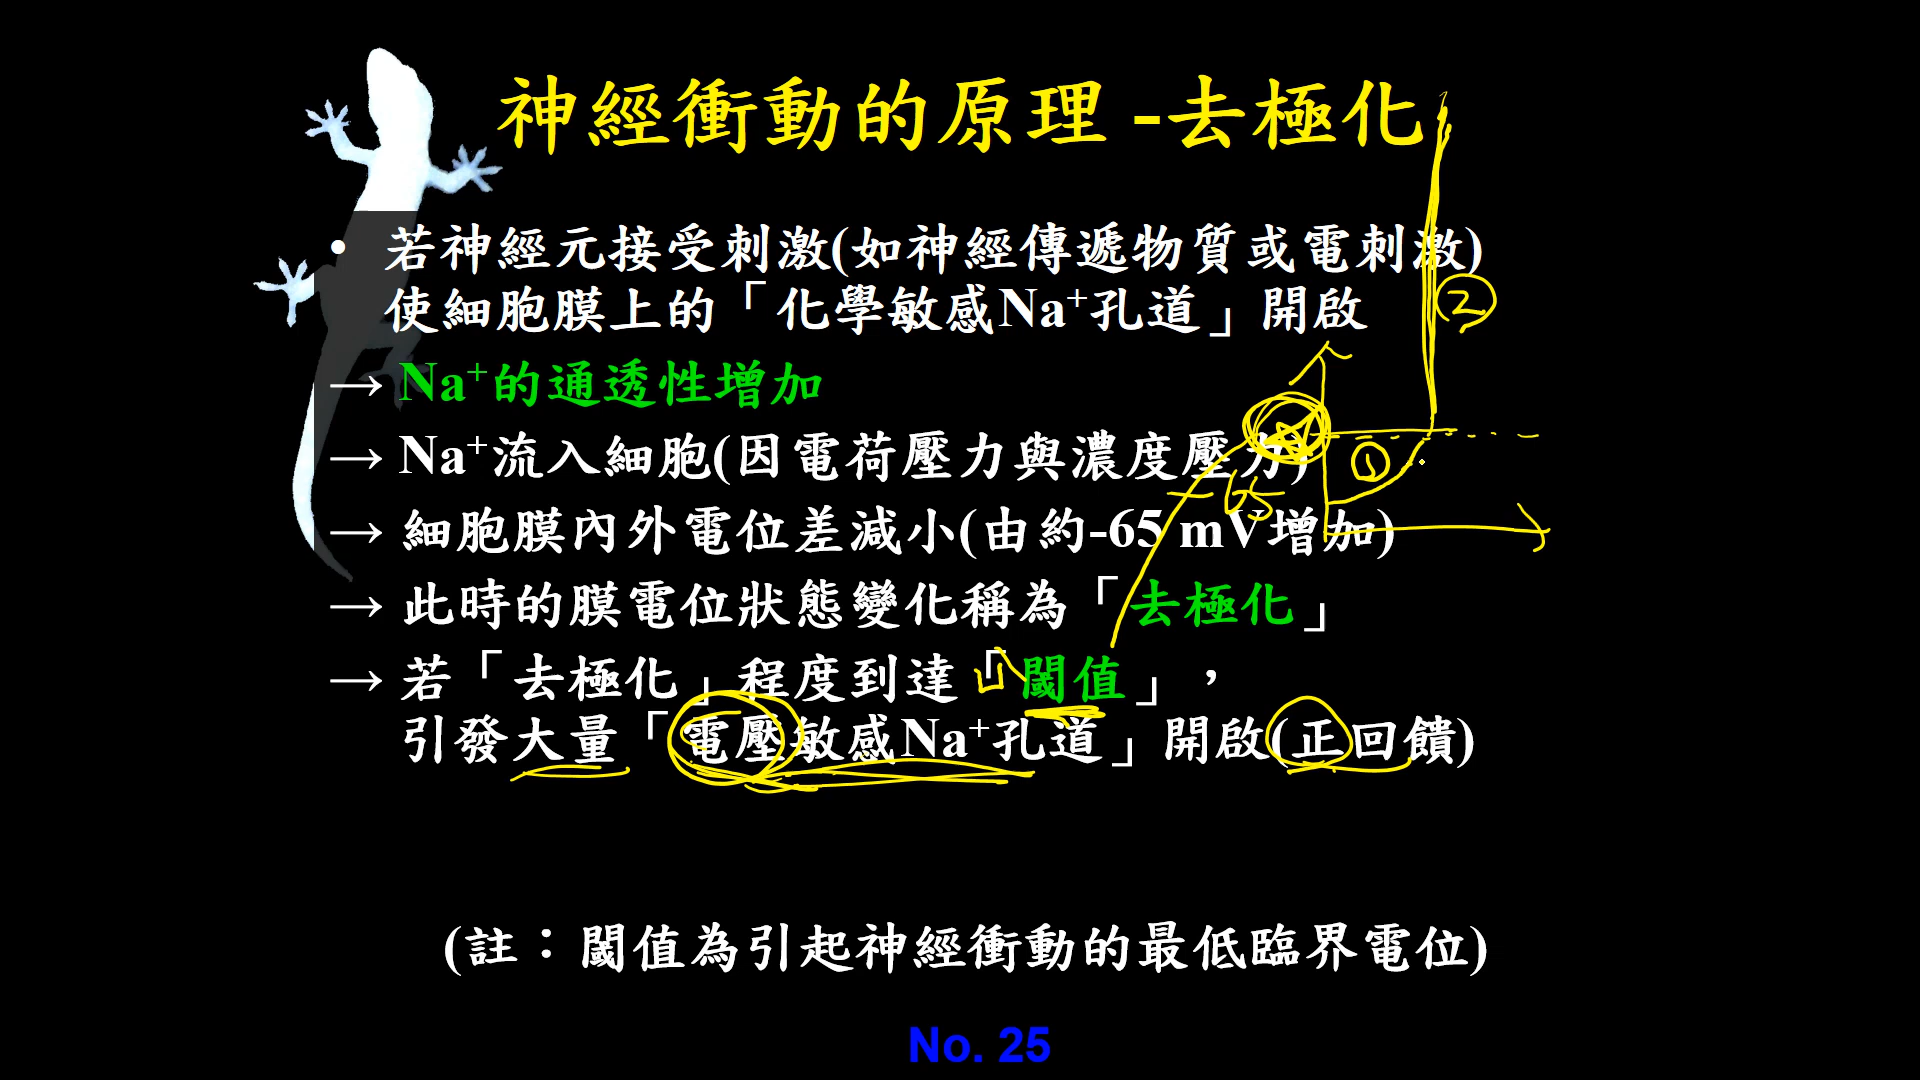 神經衝動的原理 -去極化
• 若神經元接受刺激(如神經傳遞物質或電刺激)
使細胞膜上的「化學敏感Na⁺孔道」開啟
②
→ Na⁺的通透性增加
→ Na⁺流入細胞(因電荷壓力與濃度壓力)
①
-65
→ 細胞膜內外電位差減小(由約-65 mV增加)
→ 此時的膜電位狀態變化稱為「去極化」
→ 若「去極化」程度到達「閾值」，
引發大量「電壓敏感Na⁺孔道」開啟(正回饋)
(註：閾值為引起神經衝動的最低臨界電位)
No. 25